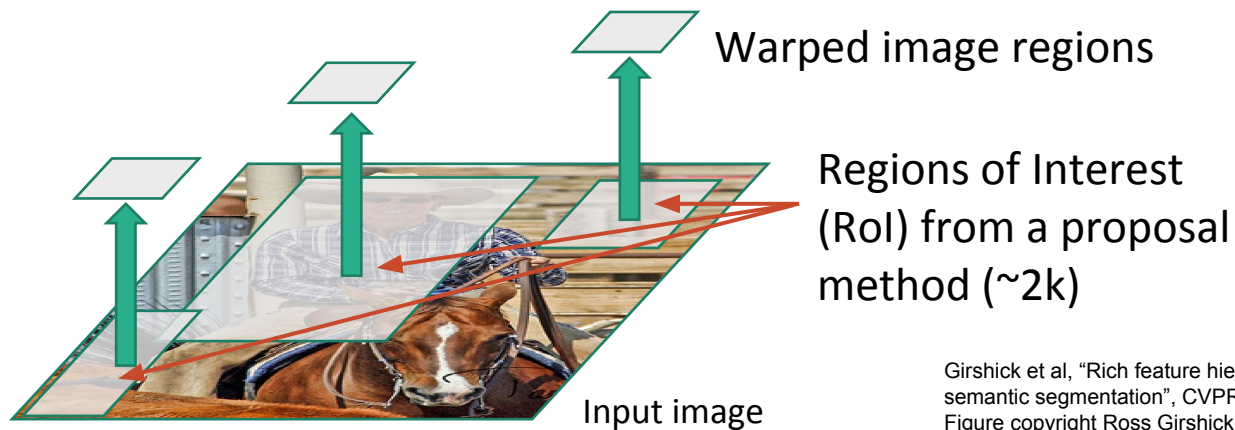 Warped image regions
Regions of Interest
(RoI) from a proposal
method (~2k)
Input image
Girshick et al, “Rich feature hie
semantic segmentation”, CVPR
Figure copyright Ross Girshick